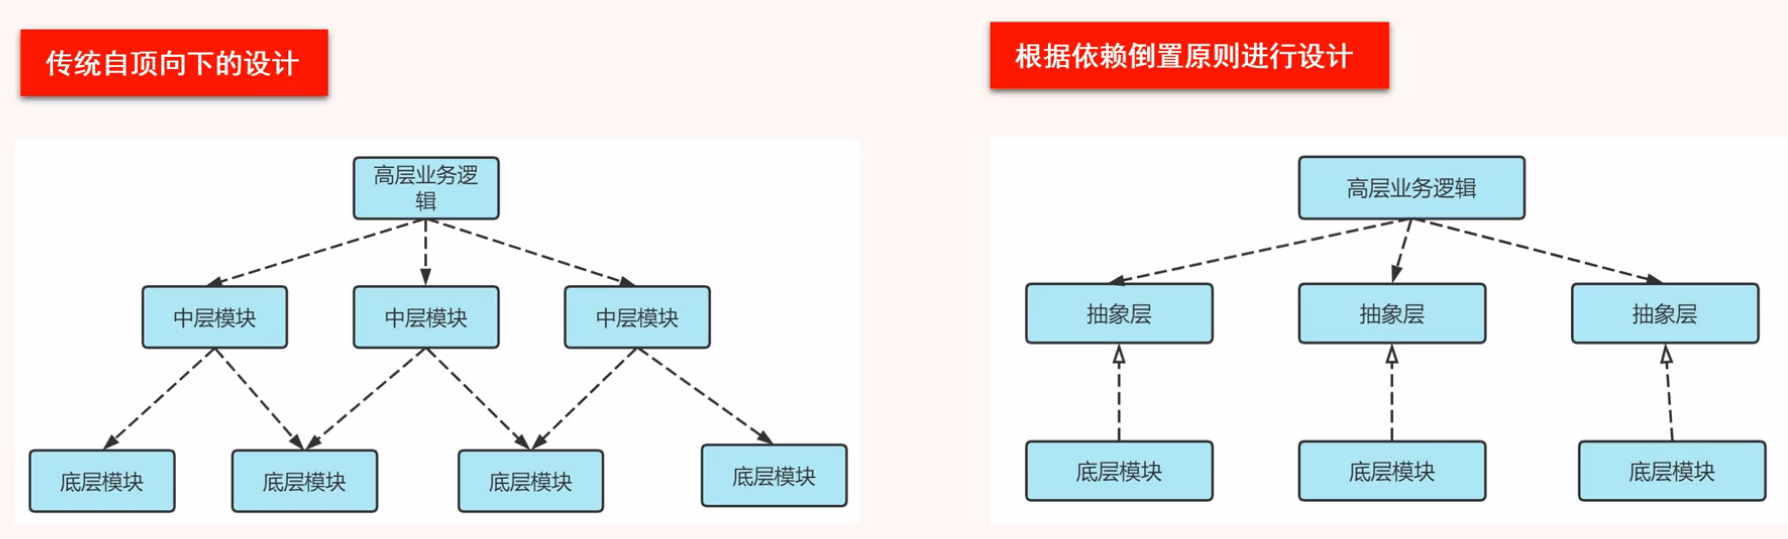 传统自顶向下的设计
根据依赖倒置原则进行设计
高层业务逻
辑
中层模块
中层模块
中层模块
底层模块
底层模块
底层模块
底层模块
高层业务逻辑
抽象层
抽象层
抽象层
底层模块
底层模块
底层模块